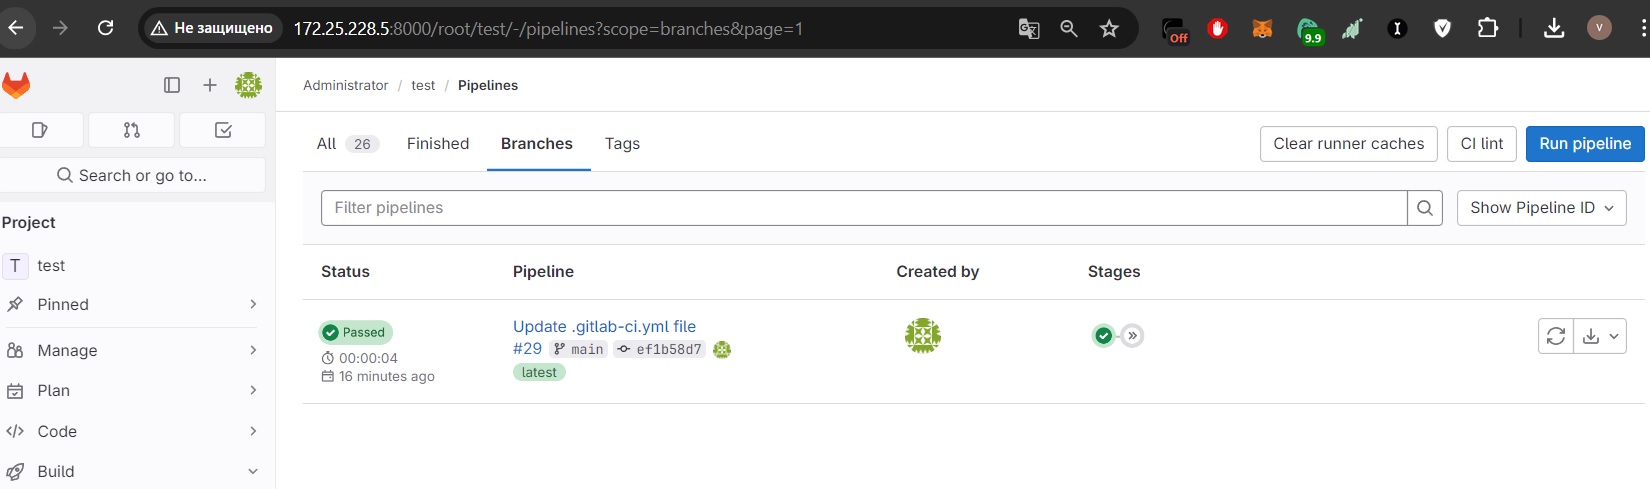 Не защищено 172.25.228.5:8000/root/test/-/pipelines?scope=branches&page=1
Off
9.9
V
Administrator / test / Pipelines
All 26 Finished Branches Tags
Clear runner caches CI lint Run pipeline
Search or go to...
Filter pipelines
Show Pipeline ID
Project
T test
Pinned
Manage
Plan
Code
Build
Status Pipeline Created by Stages
Passed
00:00:04
16 minutes ago
Update .gitlab-ci.yml file
#29 main ef1b58d7
latest